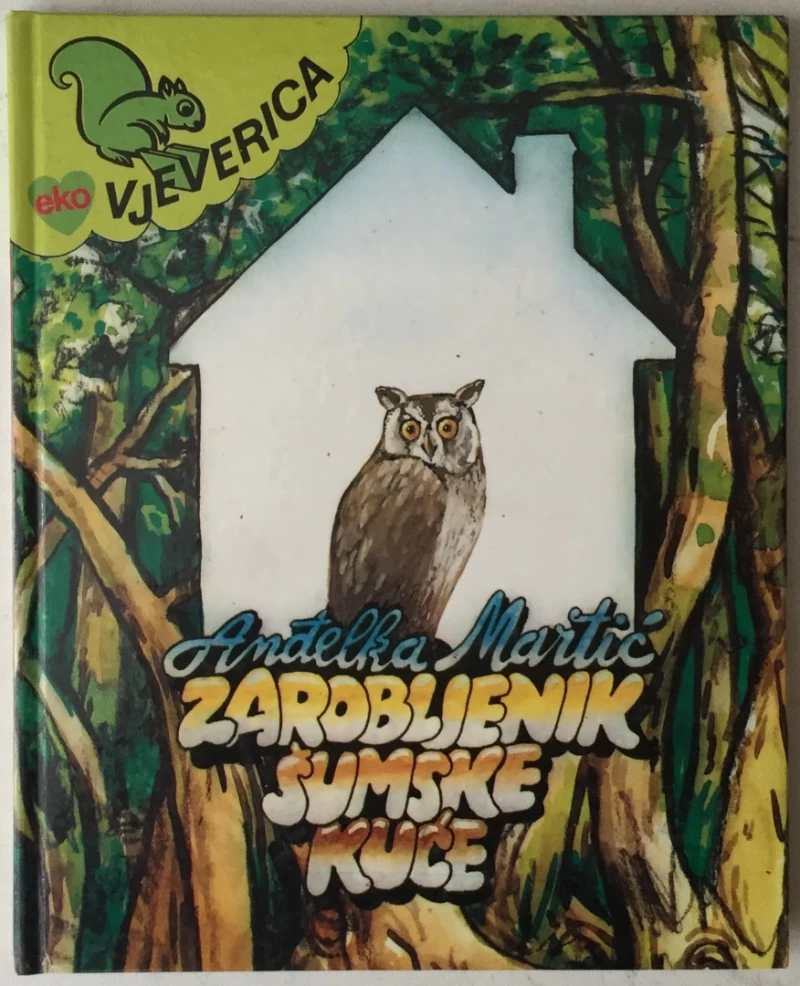 eko VJEVERICA
Anđelka Martić
ZAROBLJENIK
ŠUMSKE
KUĆE